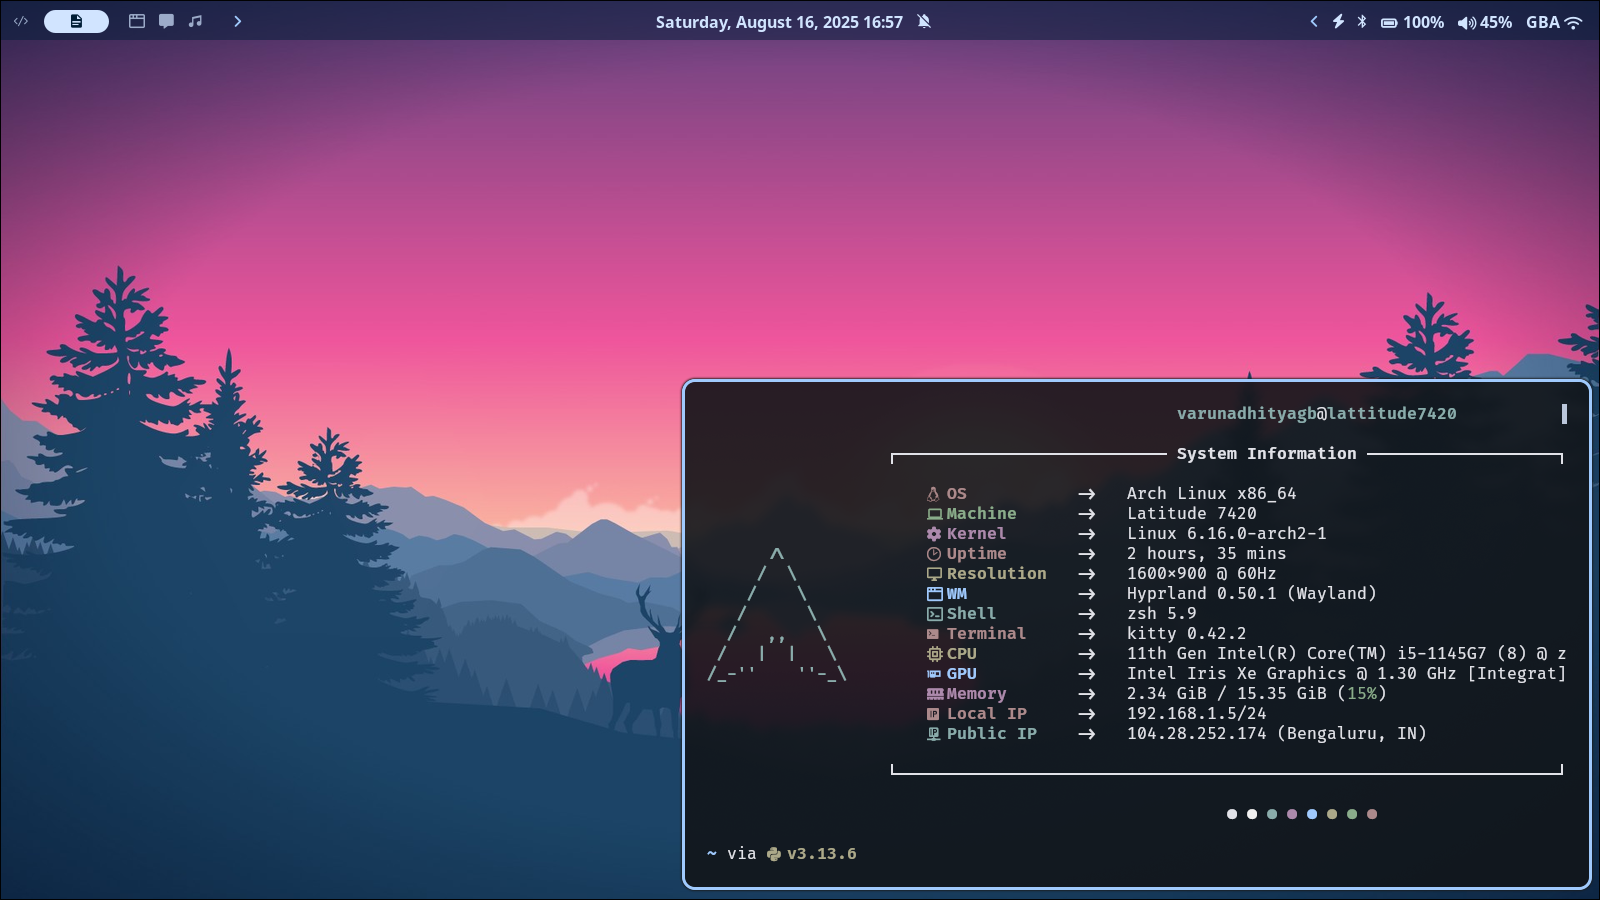 Saturday, August 16, 2025 16:57
100%
45%
GBA
varunadhityagb@lattitude7420
System Information
OS → Arch Linux x86_64
Machine → Latitude 7420
Kernel → Linux 6.16.0-arch2-1
Uptime → 2 hours, 35 mins
Resolution → 1600×900 @ 60Hz
WM → Hyprland 0.50.1 (Wayland)
Shell → zsh 5.9
Terminal → kitty 0.42.2
CPU → 11th Gen Intel(R) Core(TM) i5-1145G7 (8) @ z
GPU → Intel Iris Xe Graphics @ 1.30 GHz [Integrat]
Memory → 2.34 GiB / 15.35 GiB (15%)
Local IP → 192.168.1.5/24
Public IP → 104.28.252.174 (Bengaluru, IN)
~ via v3.13.6